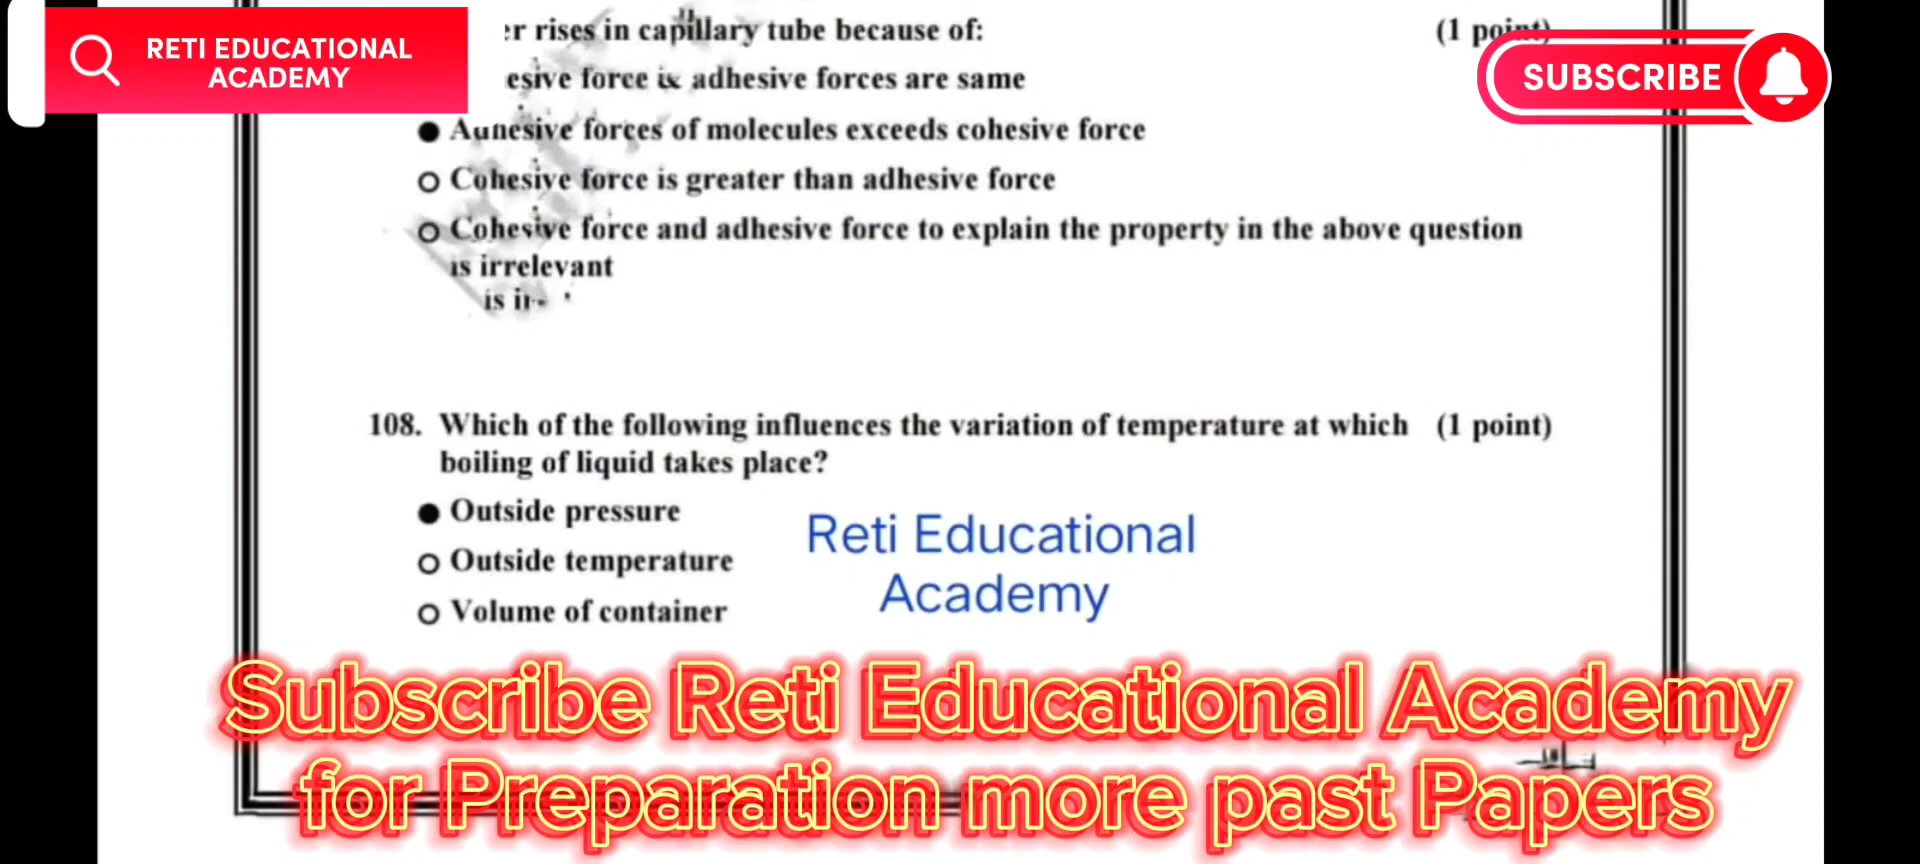 RETI EDUCATIONAL
ACADEMY
rises in capillary tube because of:
(1 point)
SUBSCRIBE
force & adhesive forces are same
Adhesive forces of molecules exceeds cohesive force
Cohesive force is greater than adhesive force
Cohesive force and adhesive force to explain the property in the above question
is irrelevant
is
108. Which of the following influences the variation of temperature at which (1 point)
boiling of liquid takes place?
Outside pressure
Outside temperature
Volume of container
Reti Educational
Academy
Subscribe Reti Educational Academy
for Preparation more past Papers